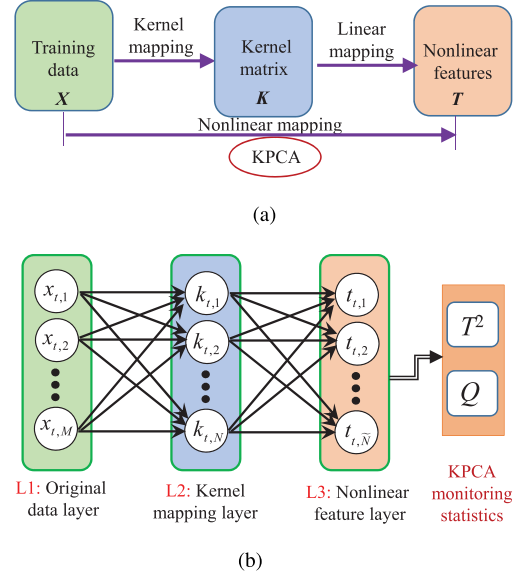 Training
data
X
Kernel
mapping
Kernel
matrix
K
Linear
mapping
Nonlinear
features
T
Nonlinear mapping
KPCA
(a)
x_{t,1}
x_{t,2}
x_{t,M}
k_{t,1}
k_{t,2}
k_{t,N}
t_{t,1}
t_{t,2}
t_{t,Ñ}
T²
Q
L1: Original
data layer
L2: Kernel
mapping layer
L3: Nonlinear
feature layer
KPCA
monitoring
statistics
(b)